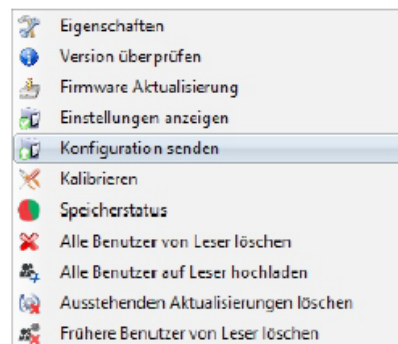 Eigenschaften
Version überprüfen
Firmware Aktualisierung
Einstellungen anzeigen
Konfiguration senden
Kalibrieren
Speicherstatus
Alle Benutzer von Leser löschen
Alle Benutzer auf Leser hochladen
Ausstehenden Aktualisierungen löschen
Frühere Benutzer von Leser löschen